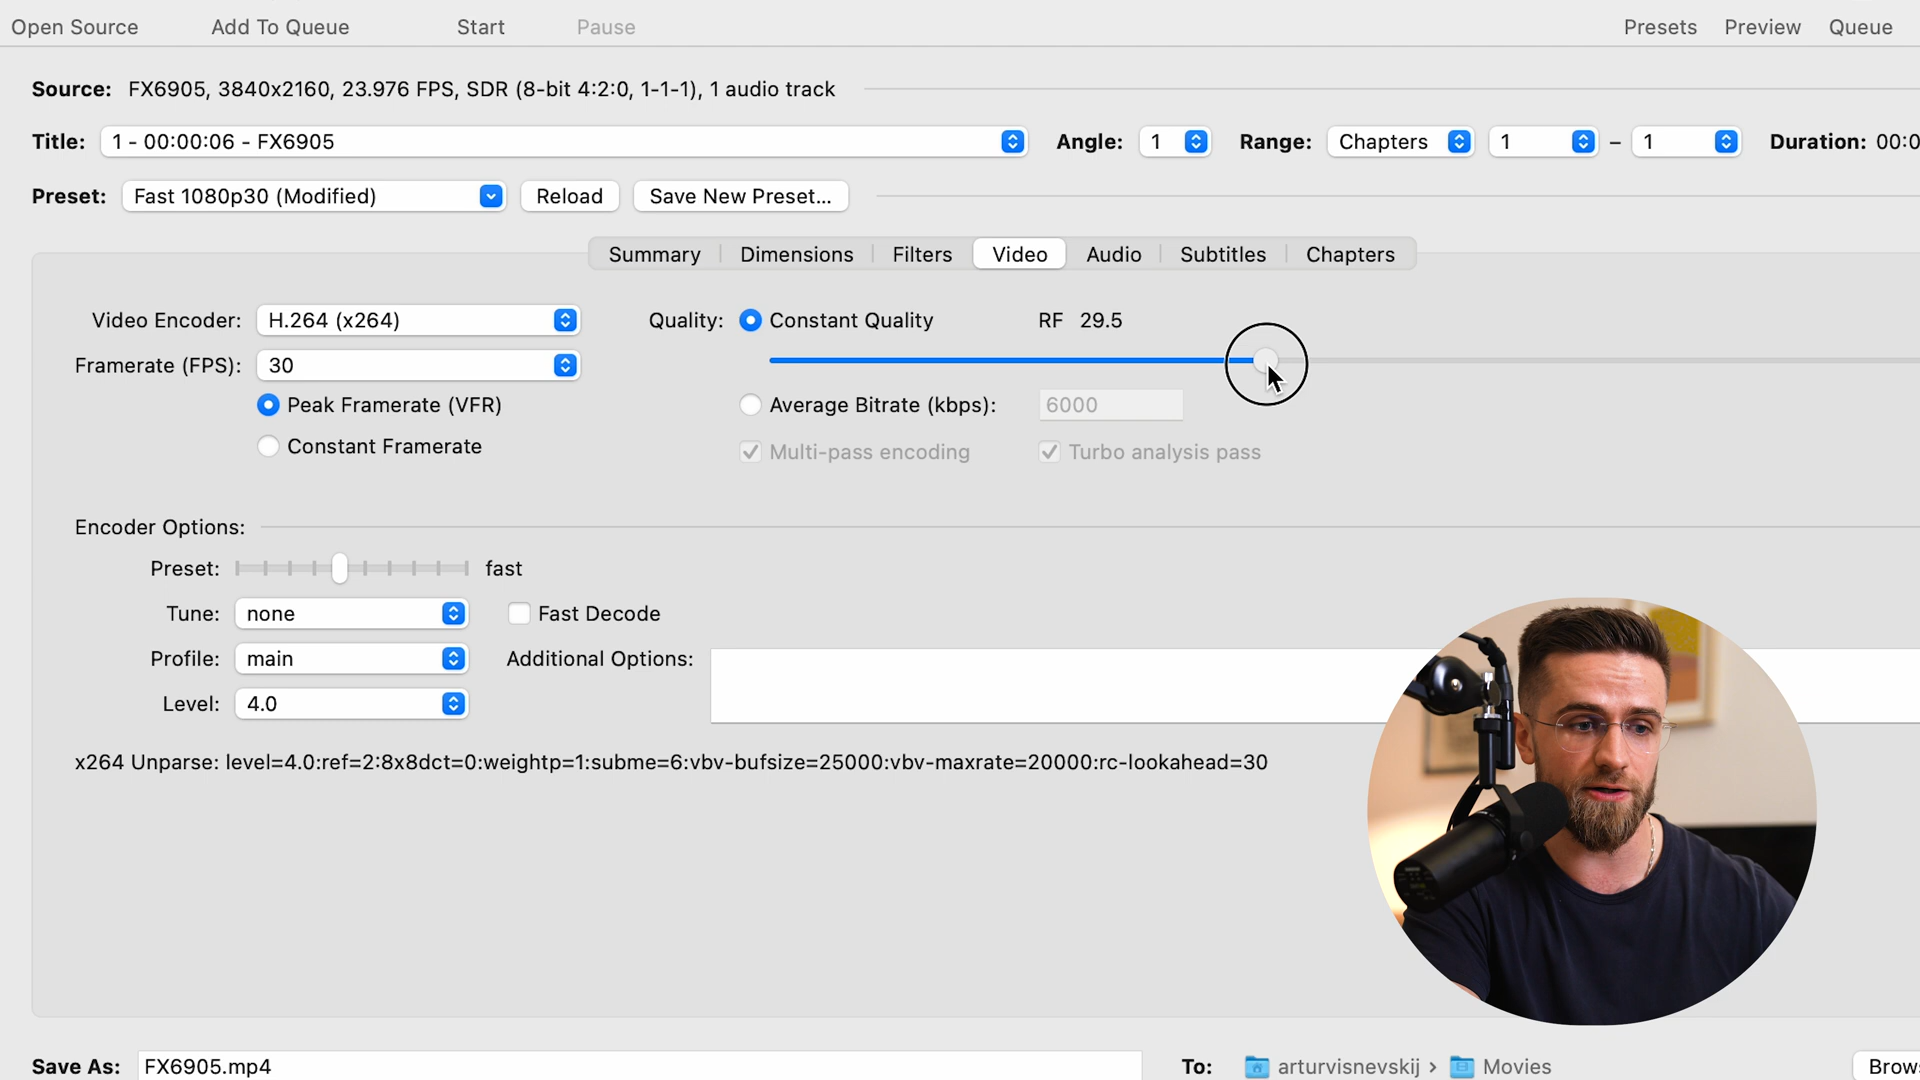 Open Source Add To Queue Start Pause Presets Preview Queue
Source: FX6905, 3840x2160, 23.976 FPS, SDR (8-bit 4:2:0, 1-1-1), 1 audio track
Title: 1 - 00:00:06 - FX6905 Angle: 1 Range: Chapters 1 – 1 Duration: 00:0
Preset: Fast 1080p30 (Modified) Reload Save New Preset...
Summary Dimensions Filters Video Audio Subtitles Chapters
Video Encoder: H.264 (x264) Quality: Constant Quality RF 29.5
Framerate (FPS): 30
Peak Framerate (VFR) Average Bitrate (kbps): 6000
Constant Framerate Multi-pass encoding Turbo analysis pass
Encoder Options:
Preset: fast
Tune: none Fast Decode
Profile: main Additional Options:
Level: 4.0
x264 Unparse: level=4.0:ref=2:8x8dct=0:weightp=1:subme=6:vbv-bufsize=25000:vbv-maxrate=20000:rc-lookahead=30
Save As: FX6905.mp4 To: arturvisnevskij › Movies Brow